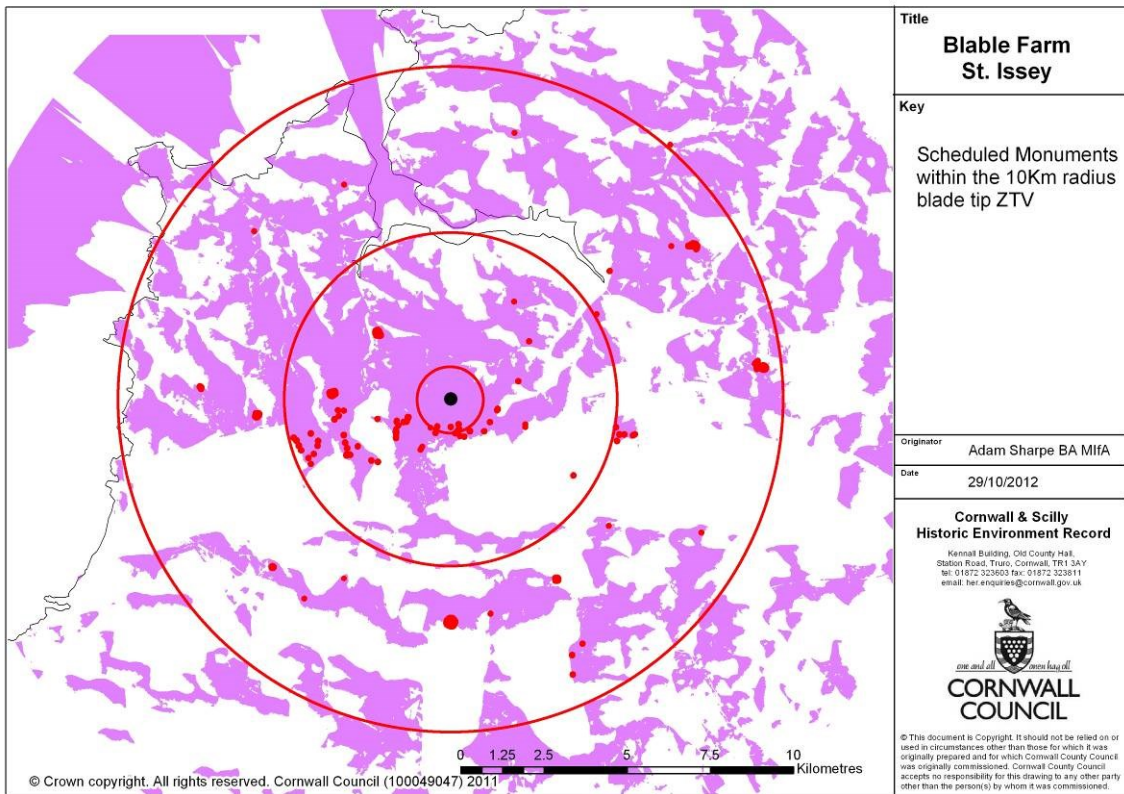 Title
Blable Farm
St. Issey
Key
Scheduled Monuments
within the 10Km radius
blade tip ZTV
Originator
Adam Sharpe BA MIfA
Date
29/10/2012
Cornwall & Scilly
Historic Environment Record
Kennall Building, Old County Hall,
Station Road, Truro, Cornwall, TR1 3AY
tel: 01872 323603 fax: 01872 323811
email: her.enquiries@cornwall.gov.uk
one and all onen hag oll
CORNWALL
COUNCIL
© This document is Copyright. It should not be relied on or
used in circumstances other than those for which it was
originally prepared and for which Cornwall County Council
was originally commissioned. Cornwall County Council
accepts no responsibility for this drawing to any other party
other than the person(s) by whom it was commissioned.
0 1.25 2.5 5 7.5 10
Kilometres
© Crown copyright. All rights reserved. Cornwall Council (100049047) 2011